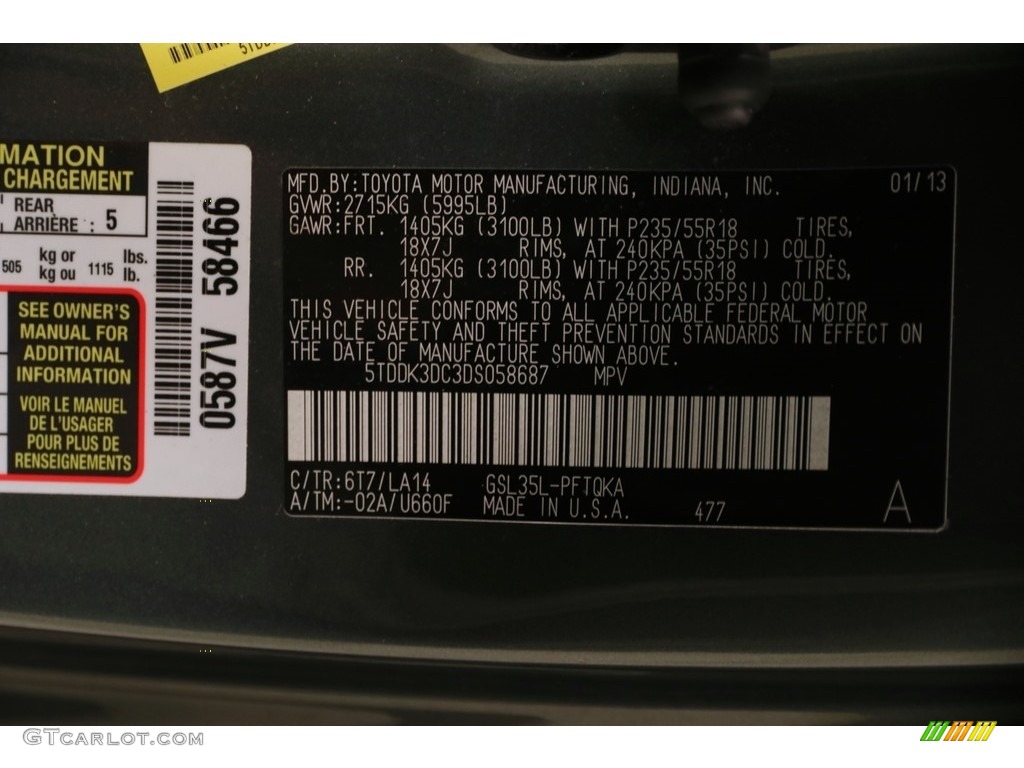 5TDD
MATION
CHARGEMENT
REAR
ARRIÈRE : 5
505 kg or 1115 lbs.
kg ou lb.
SEE OWNER'S
MANUAL FOR
ADDITIONAL
INFORMATION
VOIR LE MANUEL
DE L'USAGER
POUR PLUS DE
RENSEIGNEMENTS
0587V 58466
MFD.BY:TOYOTA MOTOR MANUFACTURING, INDIANA, INC. 01/13
GVWR:2715KG (5995LB)
GAWR:FRT. 1405KG (3100LB) WITH P235/55R18 TIRES,
18X7J RIMS, AT 240KPA (35PSI) COLD.
RR. 1405KG (3100LB) WITH P235/55R18 TIRES,
18X7J RIMS, AT 240KPA (35PSI) COLD.
THIS VEHICLE CONFORMS TO ALL APPLICABLE FEDERAL MOTOR
VEHICLE SAFETY AND THEFT PREVENTION STANDARDS IN EFFECT ON
THE DATE OF MANUFACTURE SHOWN ABOVE.
5TDDK3DC3DS058687 MPV
C/TR:6T7/LA14 GSL35L-PFTQKA
A/TM:-02A/U660F MADE IN U.S.A. 477 A
GTcarlot.com